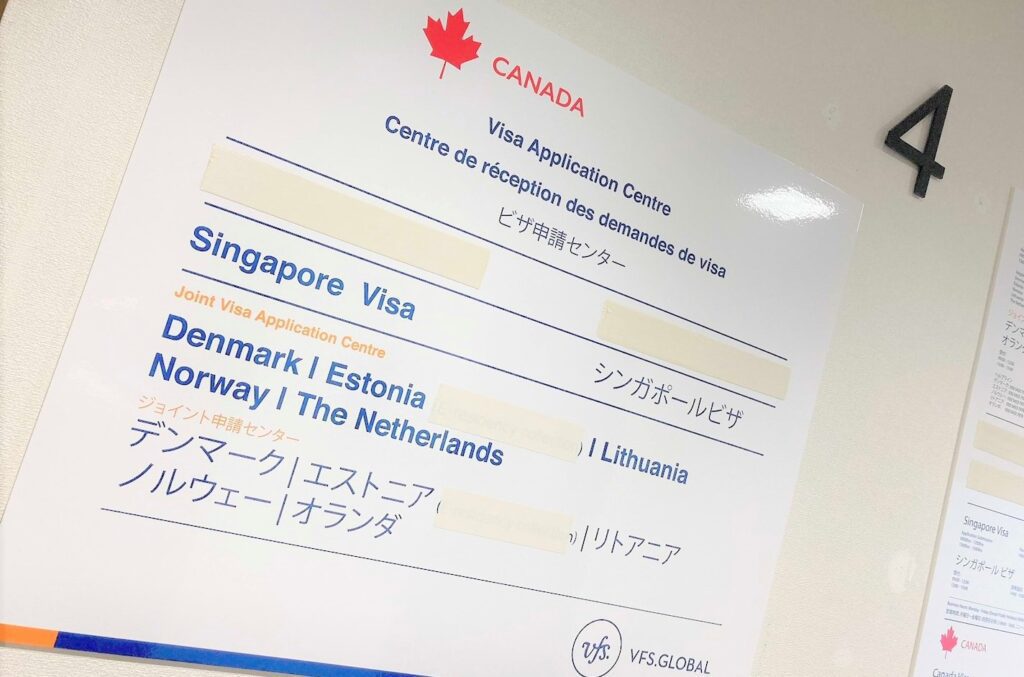 CANADA
Visa Application Centre
Centre de réception des demandes de visa
ビザ申請センター
Singapore Visa
シンガポールビザ
Joint Visa Application Centre
Denmark | Estonia ) | Lithuania
Norway | The Netherlands
ジョイント申請センター
デンマーク | エストニア ( ) | リトアニア
ノルウェー | オランダ
vfs.
VFS.GLOBAL
4
Singapore Visa
シンガポール ビザ
CANADA